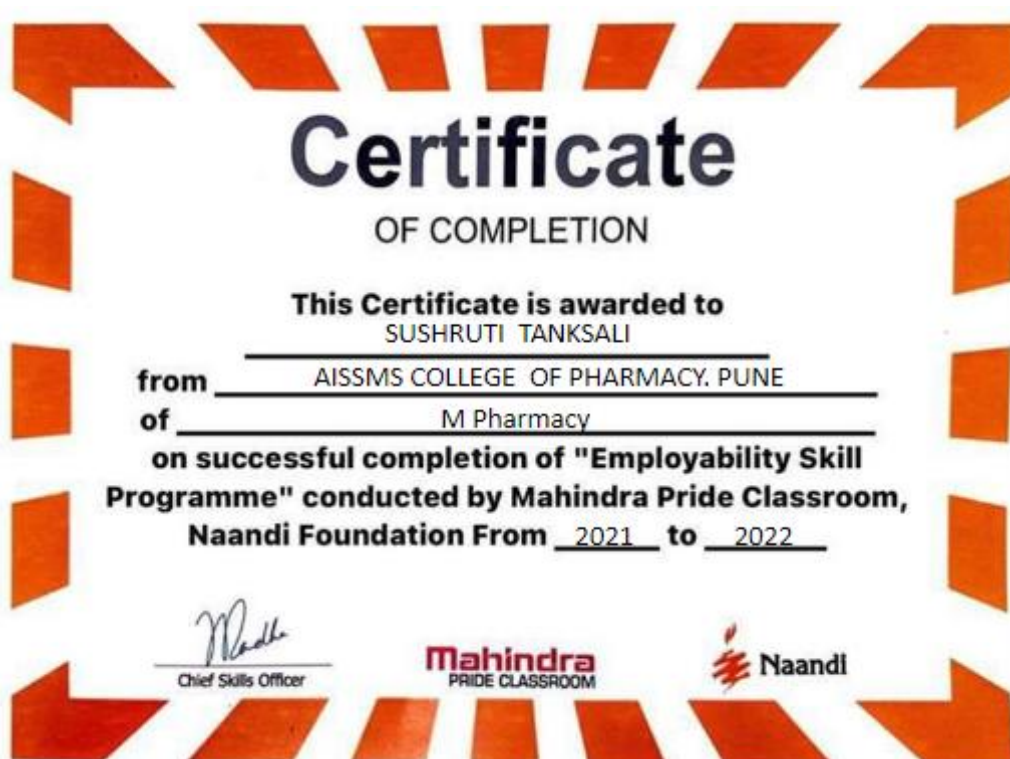 Certificate
OF COMPLETION
This Certificate is awarded to
SUSHRUTI TANKSALI
from AISSMS COLLEGE OF PHARMACY. PUNE
of M Pharmacy
on successful completion of "Employability Skill
Programme" conducted by Mahindra Pride Classroom,
Naandi Foundation From 2021 to 2022
Chief Skills Officer
Mahindra
PRIDE CLASSROOM
Naandi